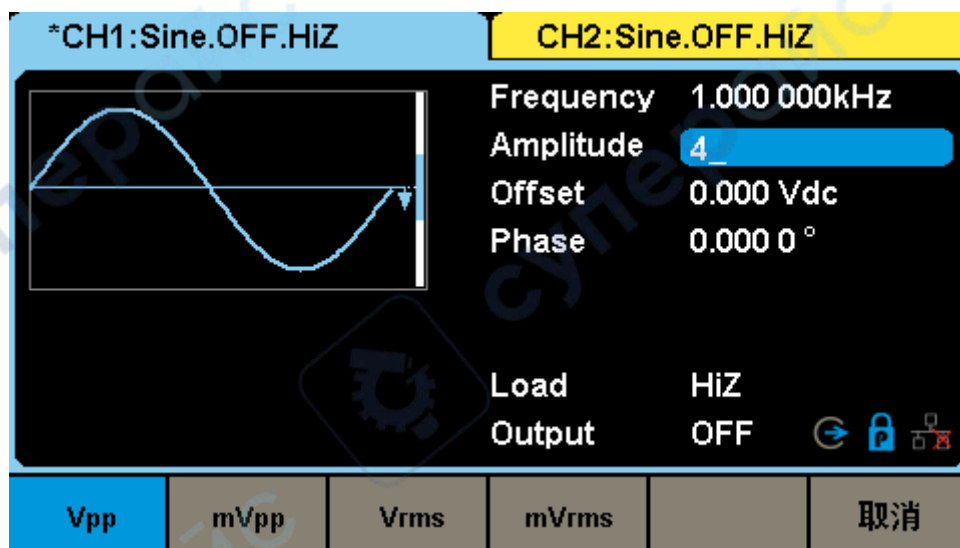 *CH1:Sine.OFF.HiZ
CH2:Sine.OFF.HiZ
Frequency 1.000 000kHz
Amplitude 4_
Offset 0.000 Vdc
Phase 0.000 0 °
Load HiZ
Output OFF
Vpp mVpp Vrms mVrms 取消
суперайс